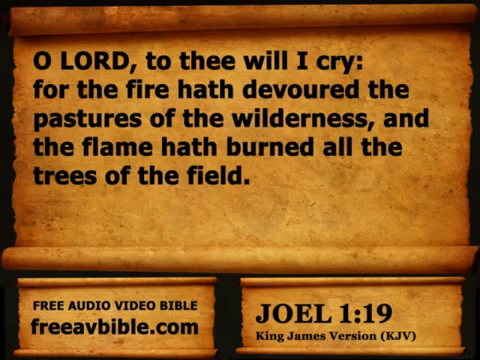 O LORD, to thee will I cry:
for the fire hath devoured the
pastures of the wilderness, and
the flame hath burned all the
trees of the field.
FREE AUDIO VIDEO BIBLE
freeavbible.com
JOEL 1:19
King James Version (KJV)